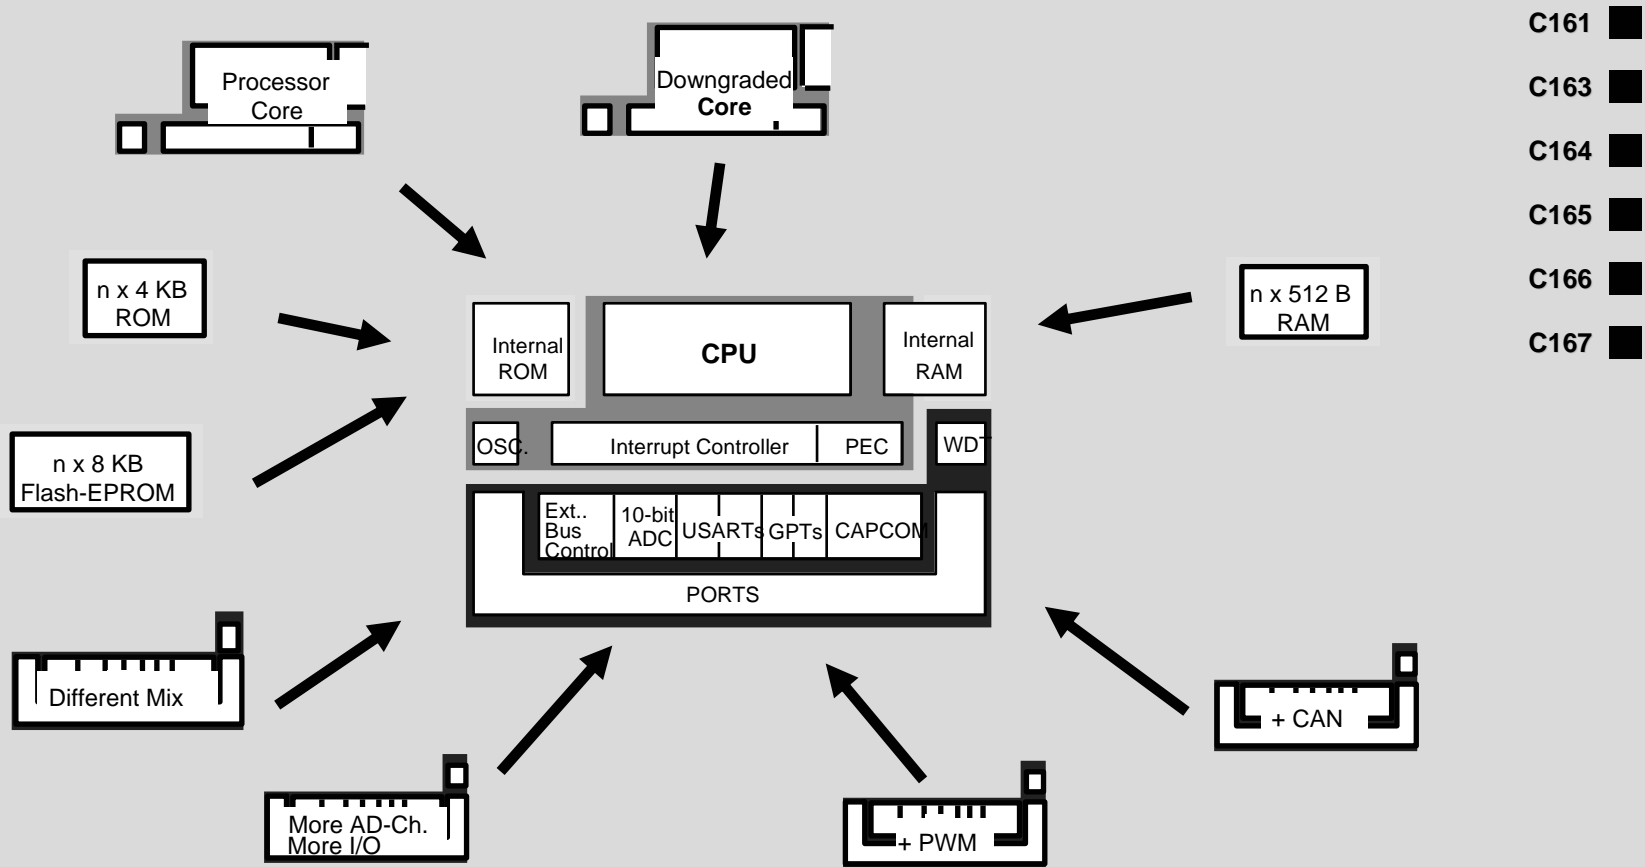 C161
C163
C164
C165
C166
C167
Processor
Core
Downgraded
Core
n x 4 KB
ROM
n x 512 B
RAM
Internal
ROM
CPU
Internal
RAM
n x 8 KB
Flash-EPROM
OSC.
Interrupt Controller
PEC
WDT
Ext..
Bus
Control
10-bit
ADC
USARTs
GPTs
CAPCOM
PORTS
Different Mix
+ CAN
More AD-Ch.
More I/O
+ PWM